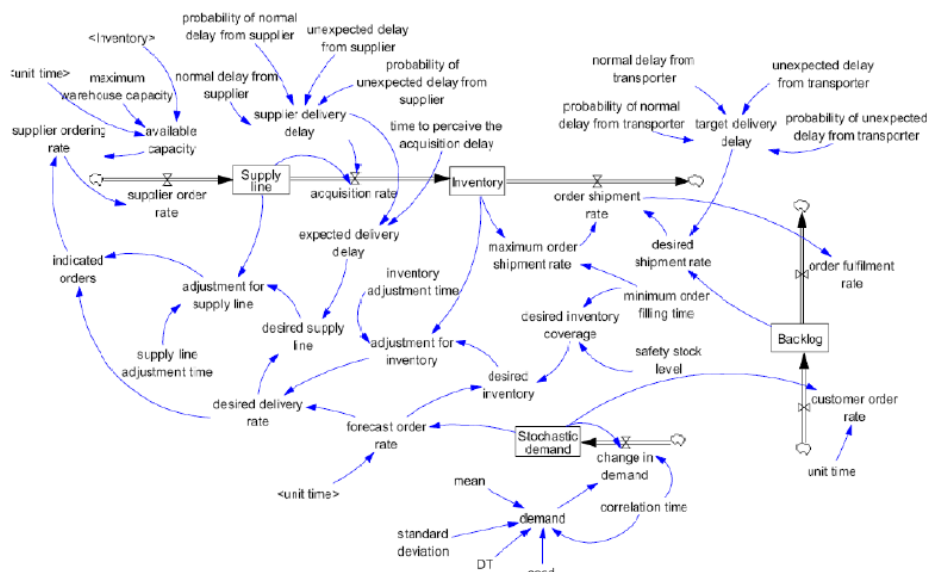 probability of normal
delay from supplier
unexpected delay
from supplier
<Inventory>
<unit time>
maximum
warehouse capacity
normal delay from
supplier
probability of
unexpected delay from
supplier
normal delay from
transporter
unexpected delay
from transporter
supplier ordering
rate
available
capacity
supplier delivery
delay
time to perceive the
acquisition delay
probability of normal
delay from transporter
target delivery
delay
probability of unexpected
delay from transporter
Supply
line
Inventory
supplier order
rate
acquisition rate
order shipment
rate
expected delivery
delay
maximum order
shipment rate
desired
shipment rate
indicated
orders
order fulfilment
rate
adjustment for
supply line
inventory
adjustment time
minimum order
filling time
desired supply
line
desired inventory
coverage
adjustment for
inventory
Backlog
supply line
adjustment time
safety stock
level
desired
inventory
desired delivery
rate
customer order
rate
forecast order
rate
Stochastic
demand
change in
demand
unit time
<unit time>
mean
correlation time
demand
standard
deviation
DT